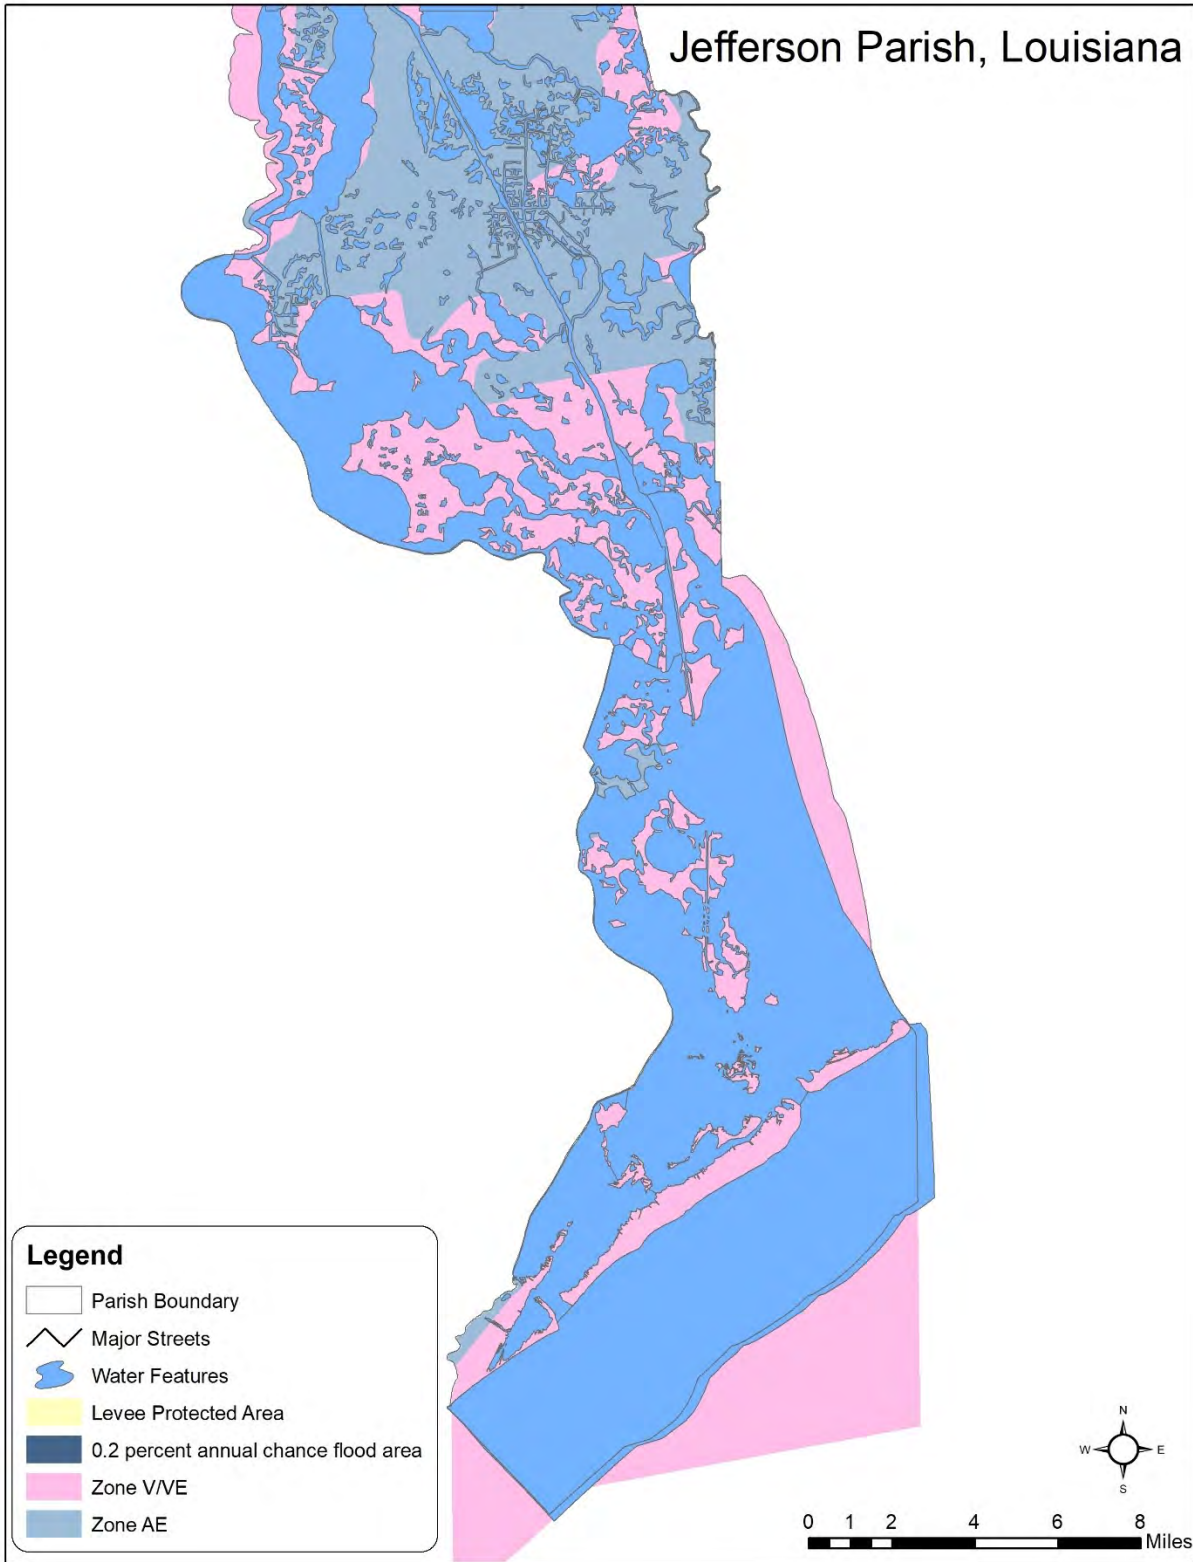 Jefferson Parish, Louisiana
Legend
Parish Boundary
Major Streets
Water Features
Levee Protected Area
0.2 percent annual chance flood area
Zone V/VE
Zone AE
N
W E
S
0 1 2 4 6 8
Miles